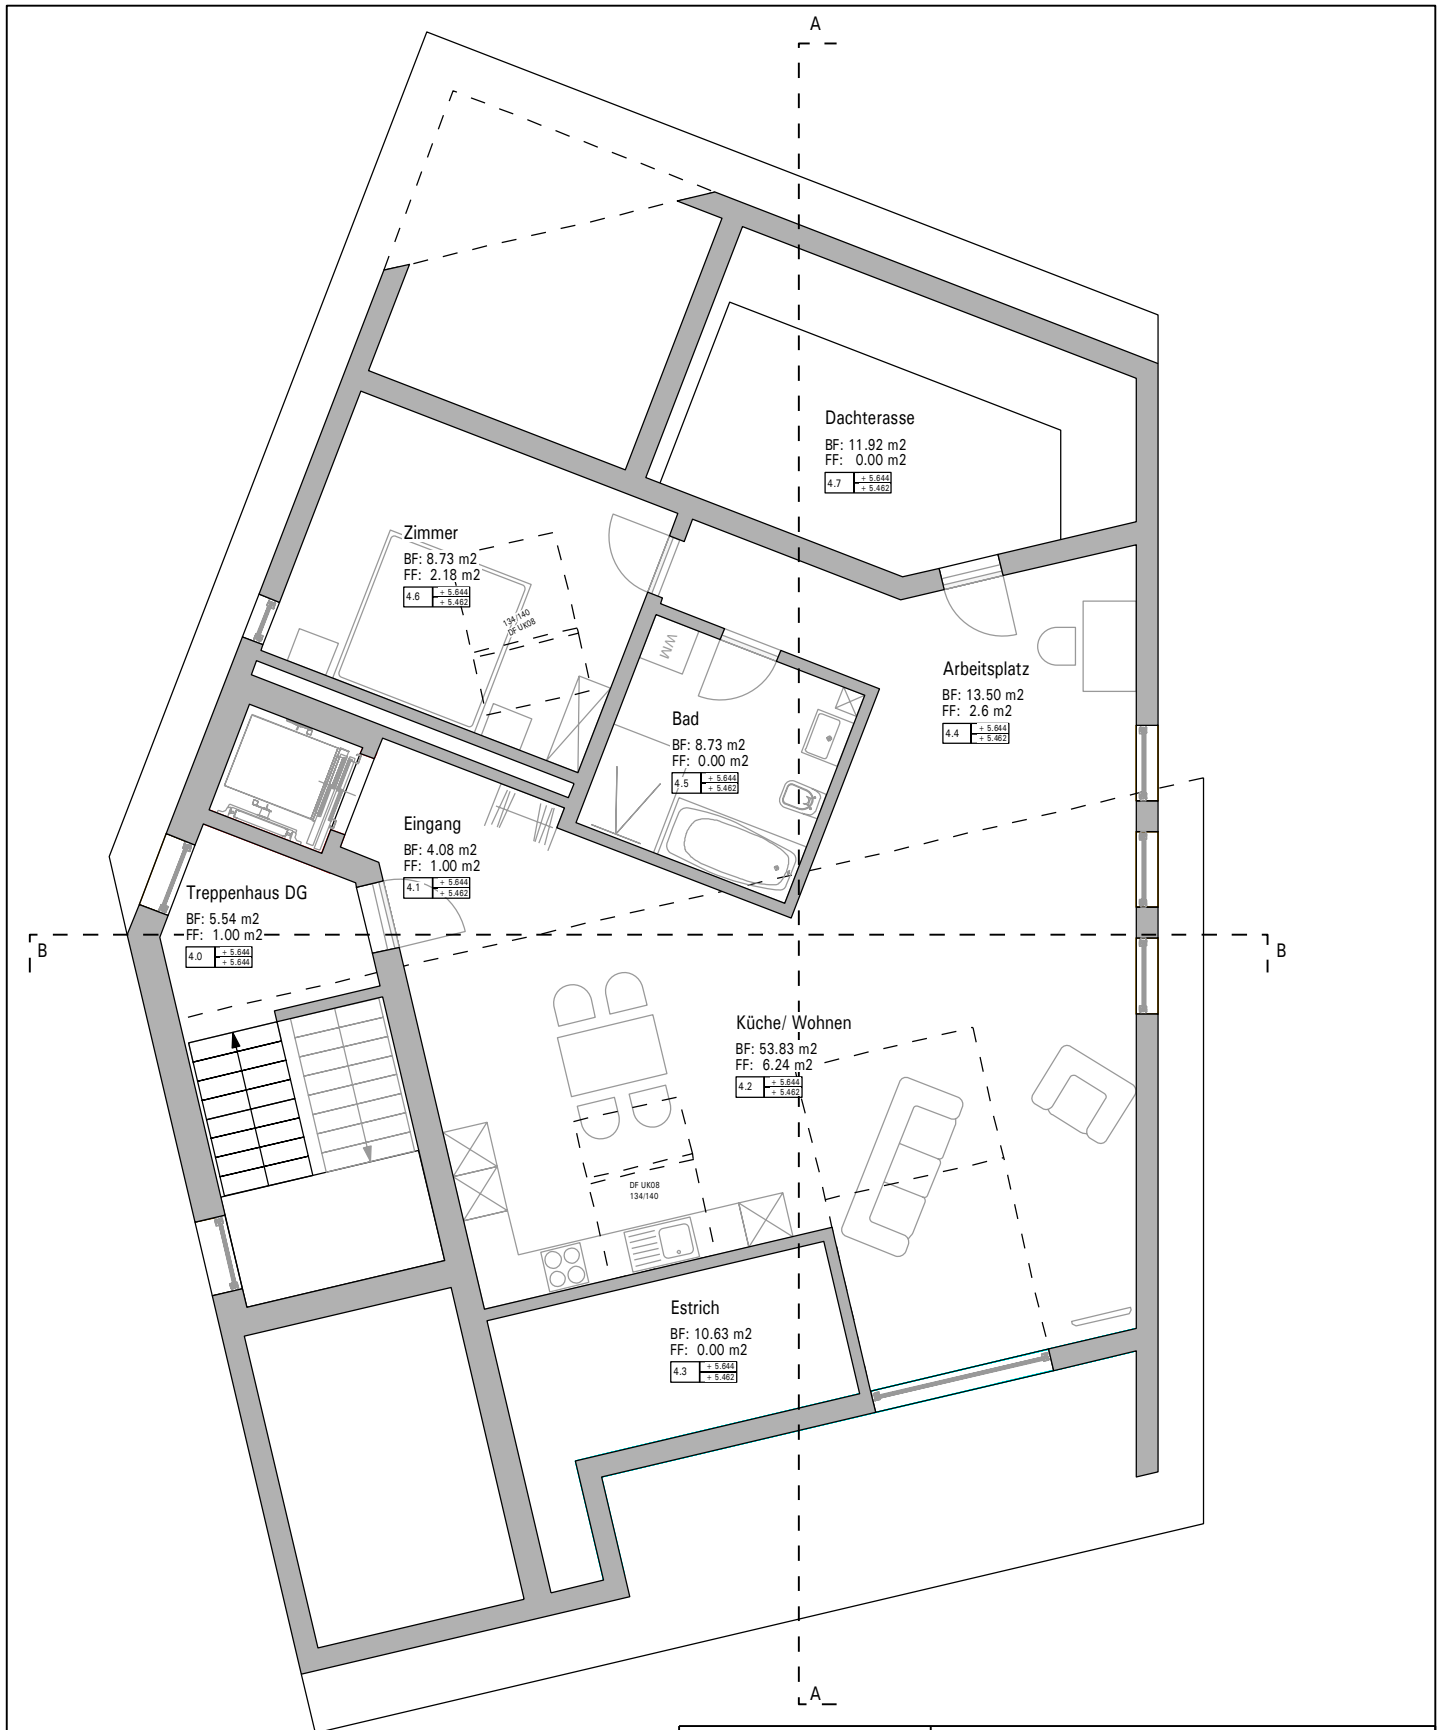 A
Dachterasse
BF: 11.92 m2
FF: 0.00 m2
4.7
+ 5.644
+ 5.462
Zimmer
BF: 8.73 m2
FF: 2.18 m2
4.6
+ 5.644
+ 5.462
134/140
DF UK08
WM
Arbeitsplatz
BF: 13.50 m2
FF: 2.6 m2
4.4
+ 5.644
+ 5.462
Bad
BF: 8.73 m2
FF: 0.00 m2
4.5
+ 5.644
+ 5.462
Eingang
BF: 4.08 m2
FF: 1.00 m2
4.1
+ 5.644
+ 5.462
Treppenhaus DG
BF: 5.54 m2
FF: 1.00 m2
4.0
+ 5.644
+ 5.644
B
B
Küche/ Wohnen
BF: 53.83 m2
FF: 6.24 m2
4.2
+ 5.644
+ 5.462
DF UK08
134/140
Estrich
BF: 10.63 m2
FF: 0.00 m2
4.3
+ 5.644
+ 5.462
A